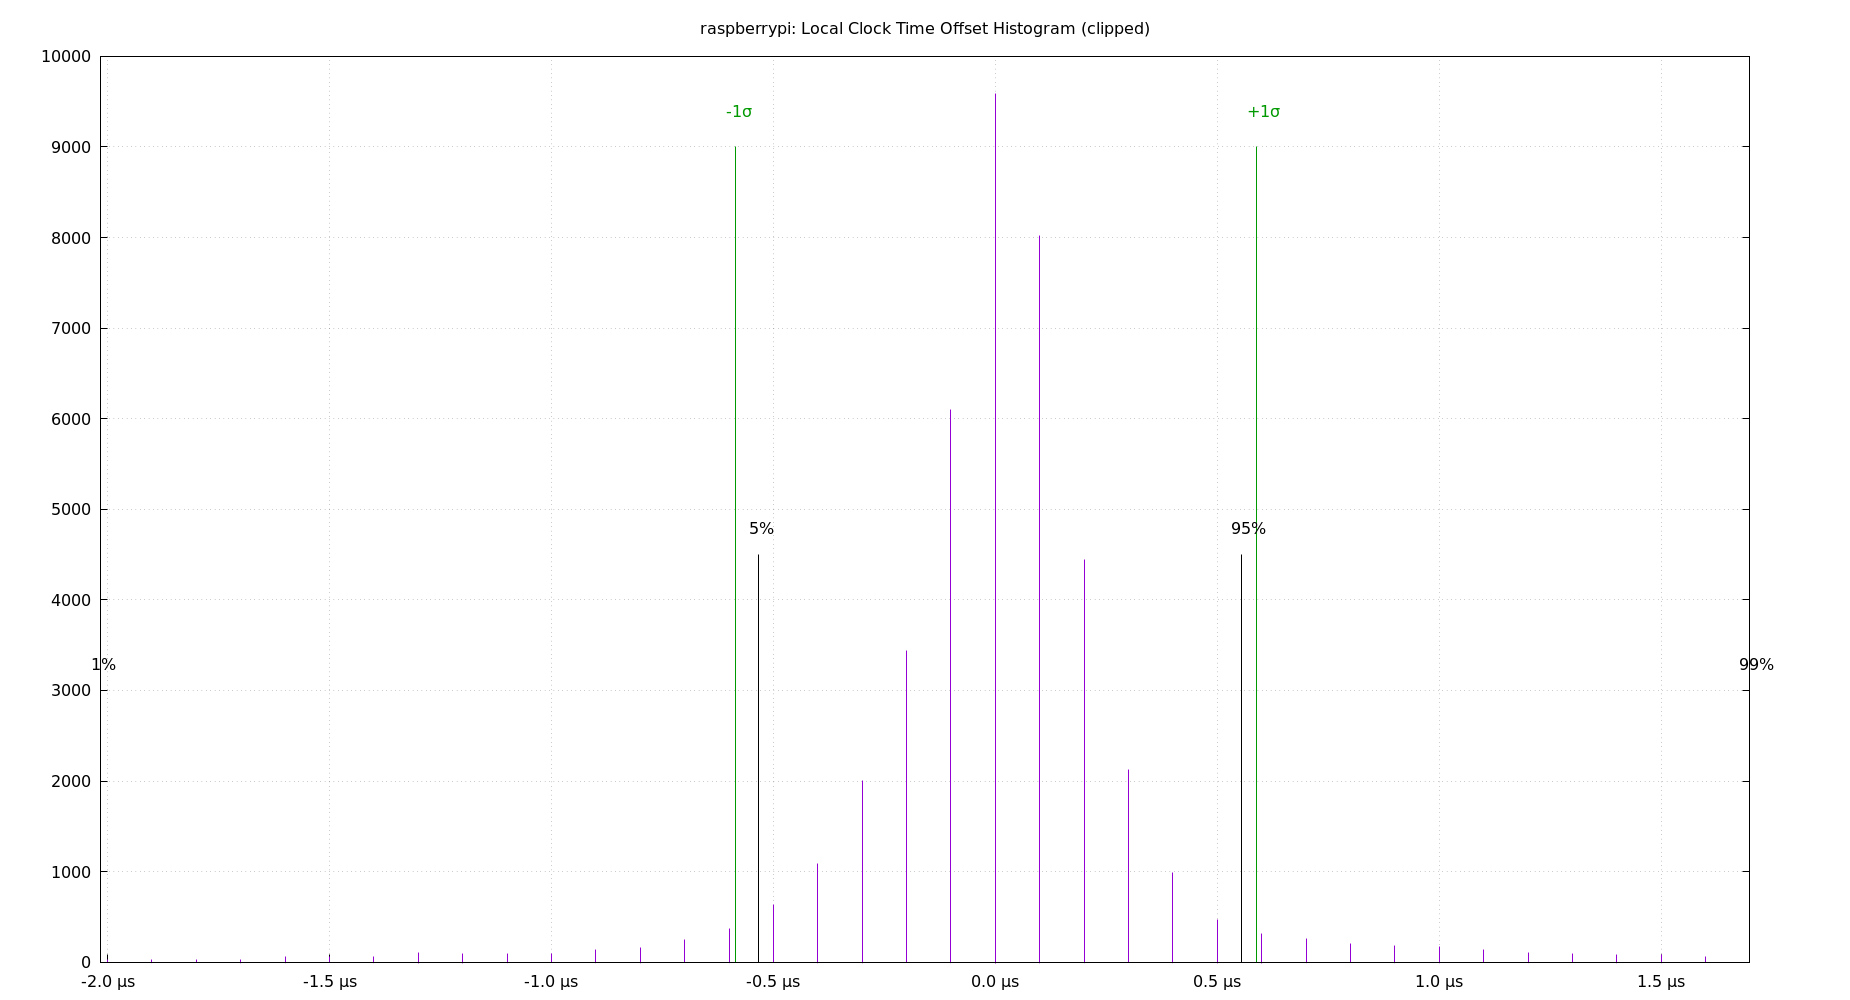 raspberrypi: Local Clock Time Offset Histogram (clipped)
10000
-1σ
+1σ
9000
8000
7000
6000
5%
95%
5000
4000
1%
99%
3000
2000
1000
0
-2.0 μs
-1.5 μs
-1.0 μs
-0.5 μs
0.0 μs
0.5 μs
1.0 μs
1.5 μs